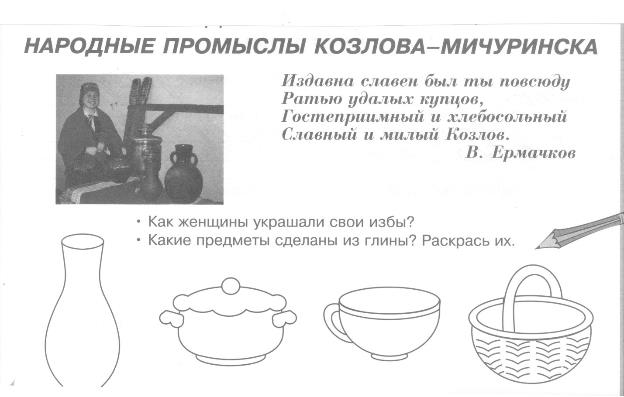 НАРОДНЫЕ ПРОМЫСЛЫ КОЗЛОВА–МИЧУРИНСКА
Издавна славен был ты повсюду
Ратью удалых купцов,
Гостеприимный и хлебосольный
Славный и милый Козлов.
В. Ермачков
• Как женщины украшали свои избы?
• Какие предметы сделаны из глины? Раскрась их.